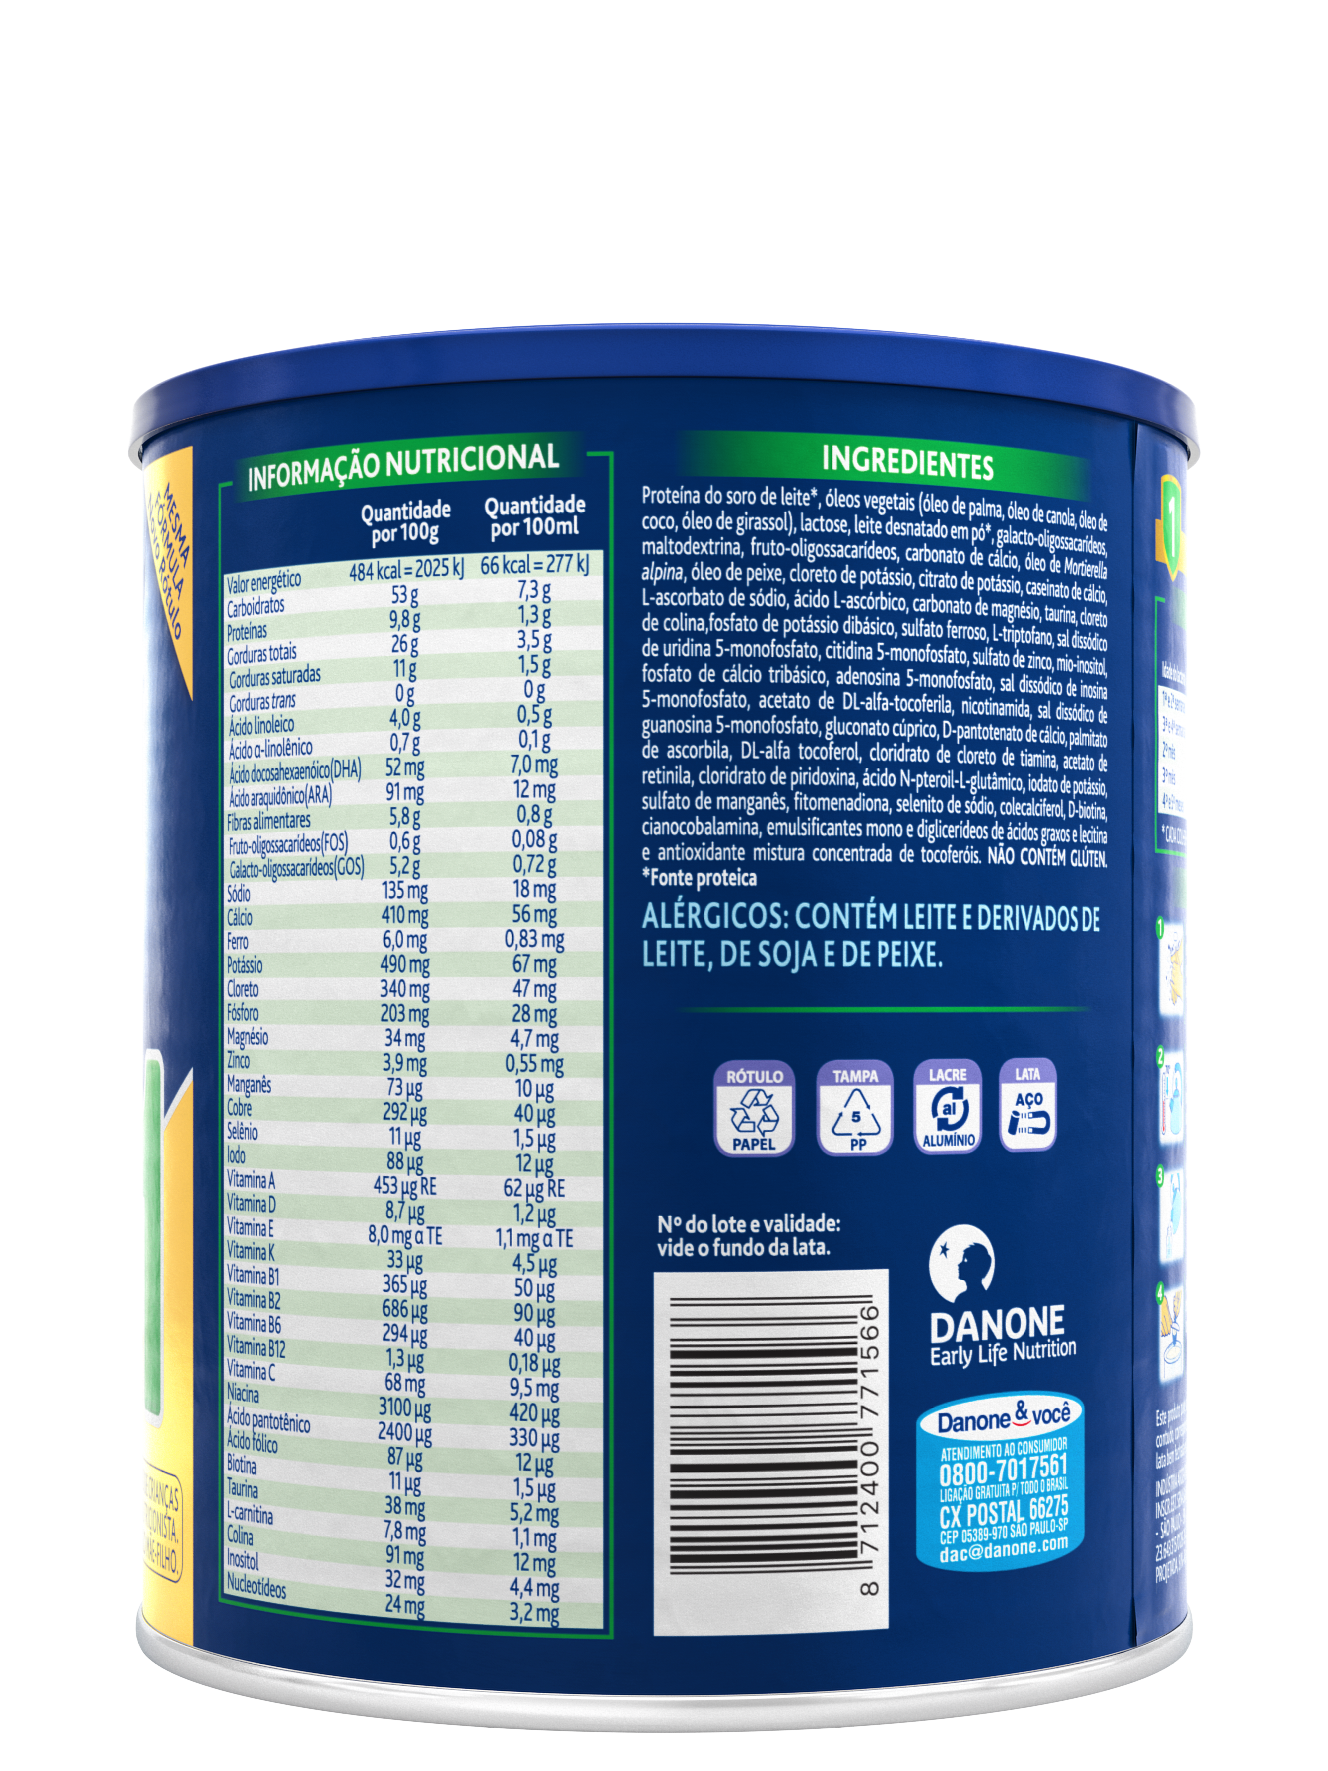 MESMA
FÓRMULA
Novo Rótulo
INFORMAÇÃO NUTRICIONAL
Quantidade por 100g Quantidade por 100ml
Valor energético 484 kcal = 2025 kJ 66 kcal = 277 kJ
Carboidratos 53 g 7,3 g
Proteínas 9,8 g 1,3 g
Gorduras totais 26 g 3,5 g
Gorduras saturadas 11 g 1,5 g
Gorduras trans 0 g 0 g
Ácido linoleico 4,0 g 0,5 g
Ácido α-linolênico 0,7 g 0,1 g
Ácido docosahexaenóico(DHA) 52 mg 7,0 mg
Ácido araquidônico(ARA) 91 mg 12 mg
Fibras alimentares 5,8 g 0,8 g
Fruto-oligossacarídeos(FOS) 0,6 g 0,08 g
Galacto-oligossacarídeos(GOS) 5,2 g 0,72 g
Sódio 135 mg 18 mg
Cálcio 410 mg 56 mg
Ferro 6,0 mg 0,83 mg
Potássio 490 mg 67 mg
Cloreto 340 mg 47 mg
Fósforo 203 mg 28 mg
Magnésio 34 mg 4,7 mg
Zinco 3,9 mg 0,55 mg
Manganês 73 µg 10 µg
Cobre 292 µg 40 µg
Selênio 11 µg 1,5 µg
Iodo 88 µg 12 µg
Vitamina A 453 µg RE 62 µg RE
Vitamina D 8,7 µg 1,2 µg
Vitamina E 8,0 mg α TE 1,1 mg α TE
Vitamina K 33 µg 4,5 µg
Vitamina B1 365 µg 50 µg
Vitamina B2 686 µg 90 µg
Vitamina B6 294 µg 40 µg
Vitamina B12 1,3 µg 0,18 µg
Vitamina C 68 mg 9,5 mg
Niacina 3100 µg 420 µg
Ácido pantotênico 2400 µg 330 µg
Ácido fólico 87 µg 12 µg
Biotina 11 µg 1,5 µg
Taurina 38 mg 5,2 mg
L-carnitina 7,8 mg 1,1 mg
Colina 91 mg 12 mg
Inositol 32 mg 4,4 mg
Nucleotídeos 24 mg 3,2 mg
INGREDIENTES
Proteína do soro de leite*, óleos vegetais (óleo de palma, óleo de canola, óleo de
coco, óleo de girassol), lactose, leite desnatado em pó*, galacto-oligossacarídeos,
maltodextrina, fruto-oligossacarídeos, carbonato de cálcio, óleo de Mortierella
alpina, óleo de peixe, cloreto de potássio, citrato de potássio, caseinato de cálcio,
L-ascorbato de sódio, ácido L-ascórbico, carbonato de magnésio, taurina, cloreto
de colina,fosfato de potássio dibásico, sulfato ferroso, L-triptofano, sal dissódico
de uridina 5-monofosfato, citidina 5-monofosfato, sulfato de zinco, mio-inositol,
fosfato de cálcio tribásico, adenosina 5-monofosfato, sal dissódico de inosina
5-monofosfato, acetato de DL-alfa-tocoferila, nicotinamida, sal dissódico de
guanosina 5-monofosfato, gluconato cúprico, D-pantotenato de cálcio, palmitato
de ascorbila, DL-alfa tocoferol, cloridrato de cloreto de tiamina, acetato de
retinila, cloridrato de piridoxina, ácido N-pteroil-L-glutâmico, iodato de potássio,
sulfato de manganês, fitomenadiona, selenito de sódio, colecalciferol, D-biotina,
cianocobalamina, emulsificantes mono e diglicerídeos de ácidos graxos e lecitina
e antioxidante mistura concentrada de tocoferóis. NÃO CONTÉM GLÚTEN.
*Fonte proteica
ALÉRGICOS: CONTÉM LEITE E DERIVADOS DE
LEITE, DE SOJA E DE PEIXE.
RÓTULO TAMPA LACRE LATA
5 al AÇO
PAPEL PP ALUMÍNIO
Nº do lote e validade:
vide o fundo da lata.
8 712400 771566
DANONE
Early Life Nutrition
Danone & você
ATENDIMENTO AO CONSUMIDOR
0800-7017561
LIGAÇÃO GRATUITA P/ TODO O BRASIL
CX POSTAL 66275
CEP 05389-970 SÃO PAULO-SP
dac@danone.com
1
2º mês
3º mês
1
2
3
4
Este produto
CRIANÇAS
MÃE-FILHO.